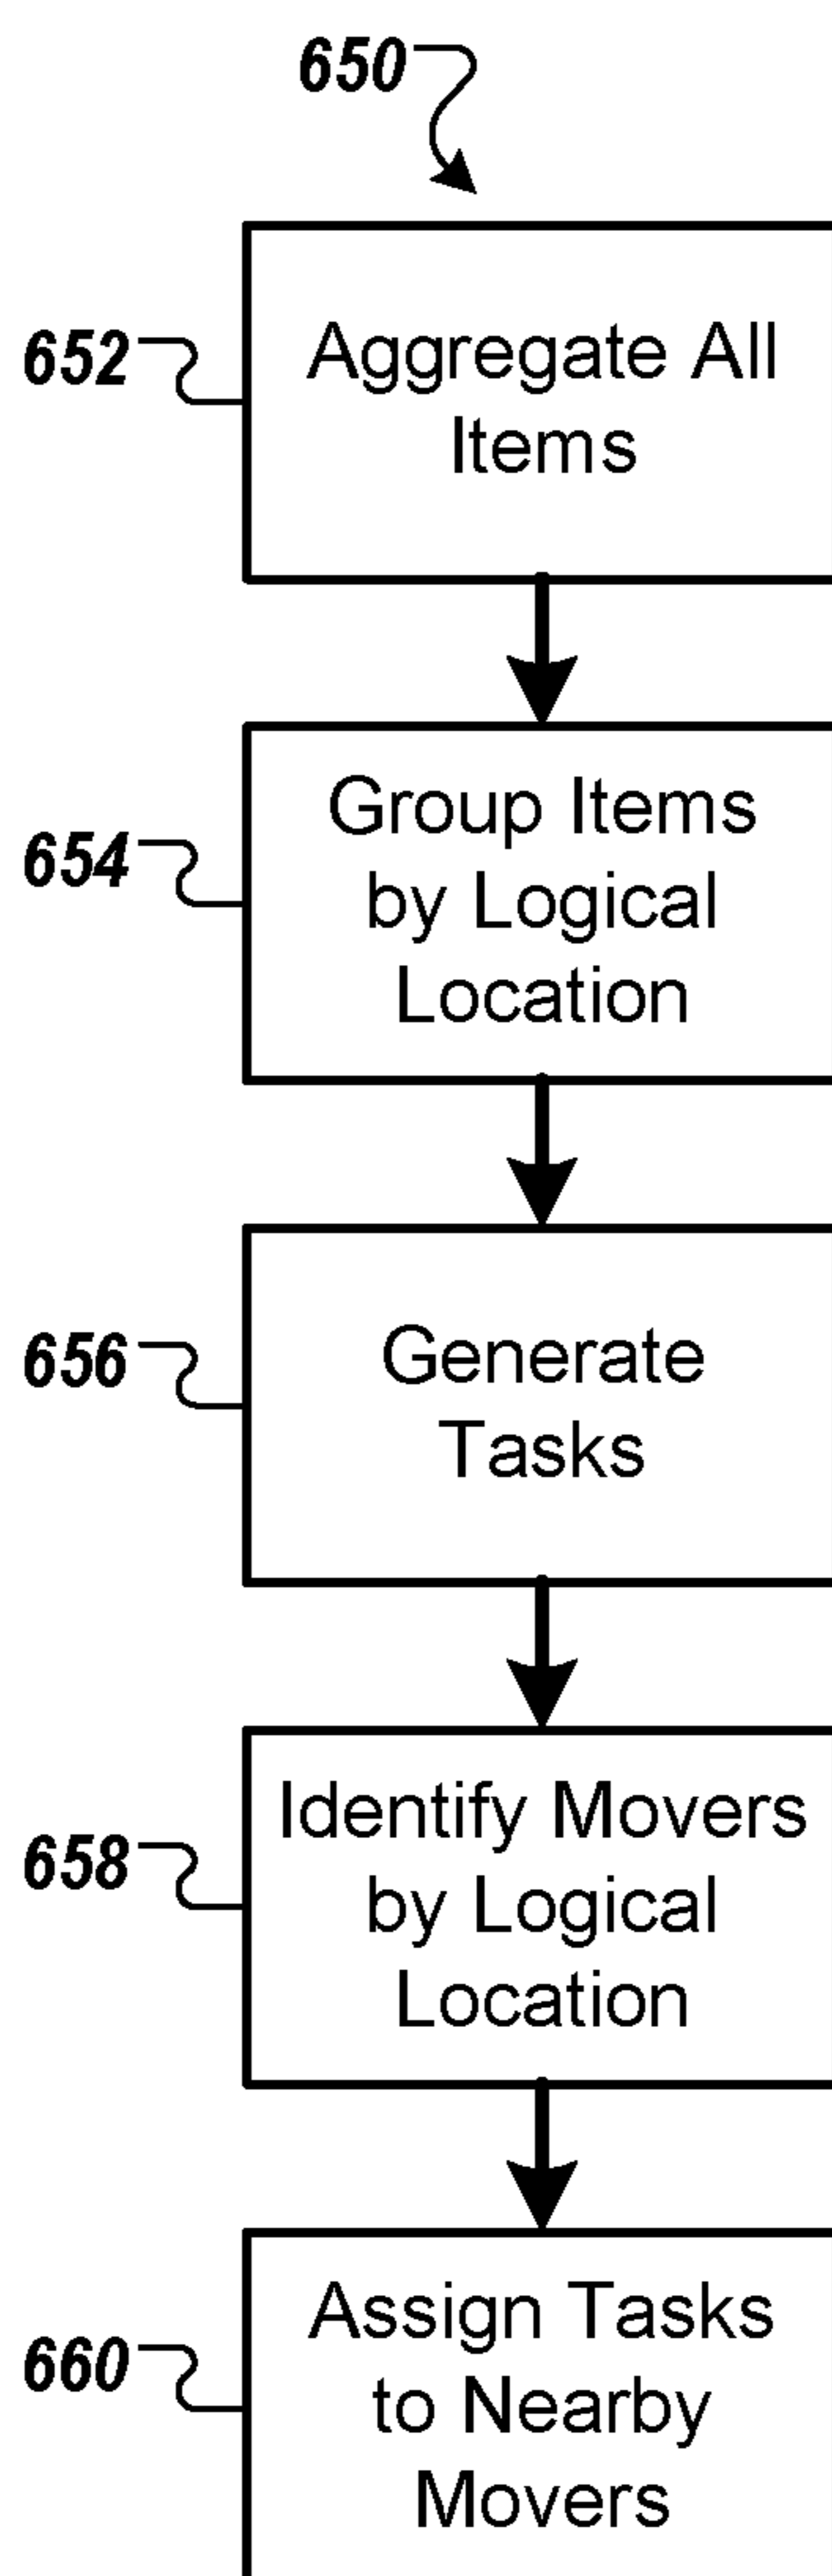 650
652
Aggregate All
Items
654
Group Items
by Logical
Location
656
Generate
Tasks
658
Identify Movers
by Logical
Location
660
Assign Tasks
to Nearby
Movers